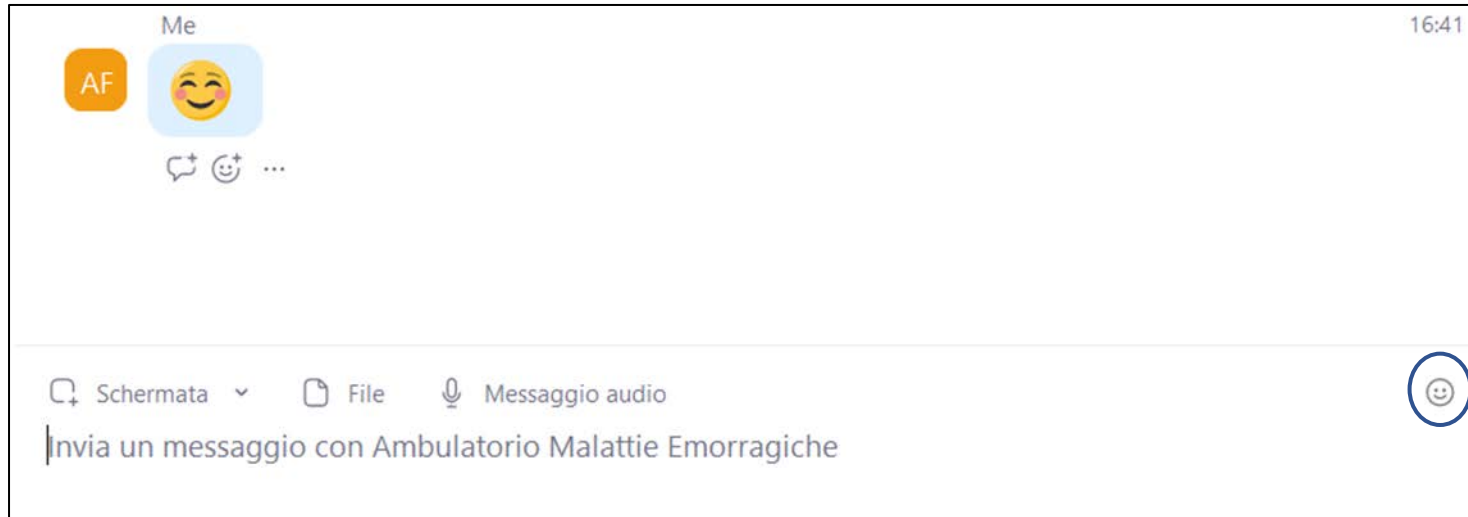 Me 16:41
AF
Schermata File Messaggio audio
Invia un messaggio con Ambulatorio Malattie Emorragiche